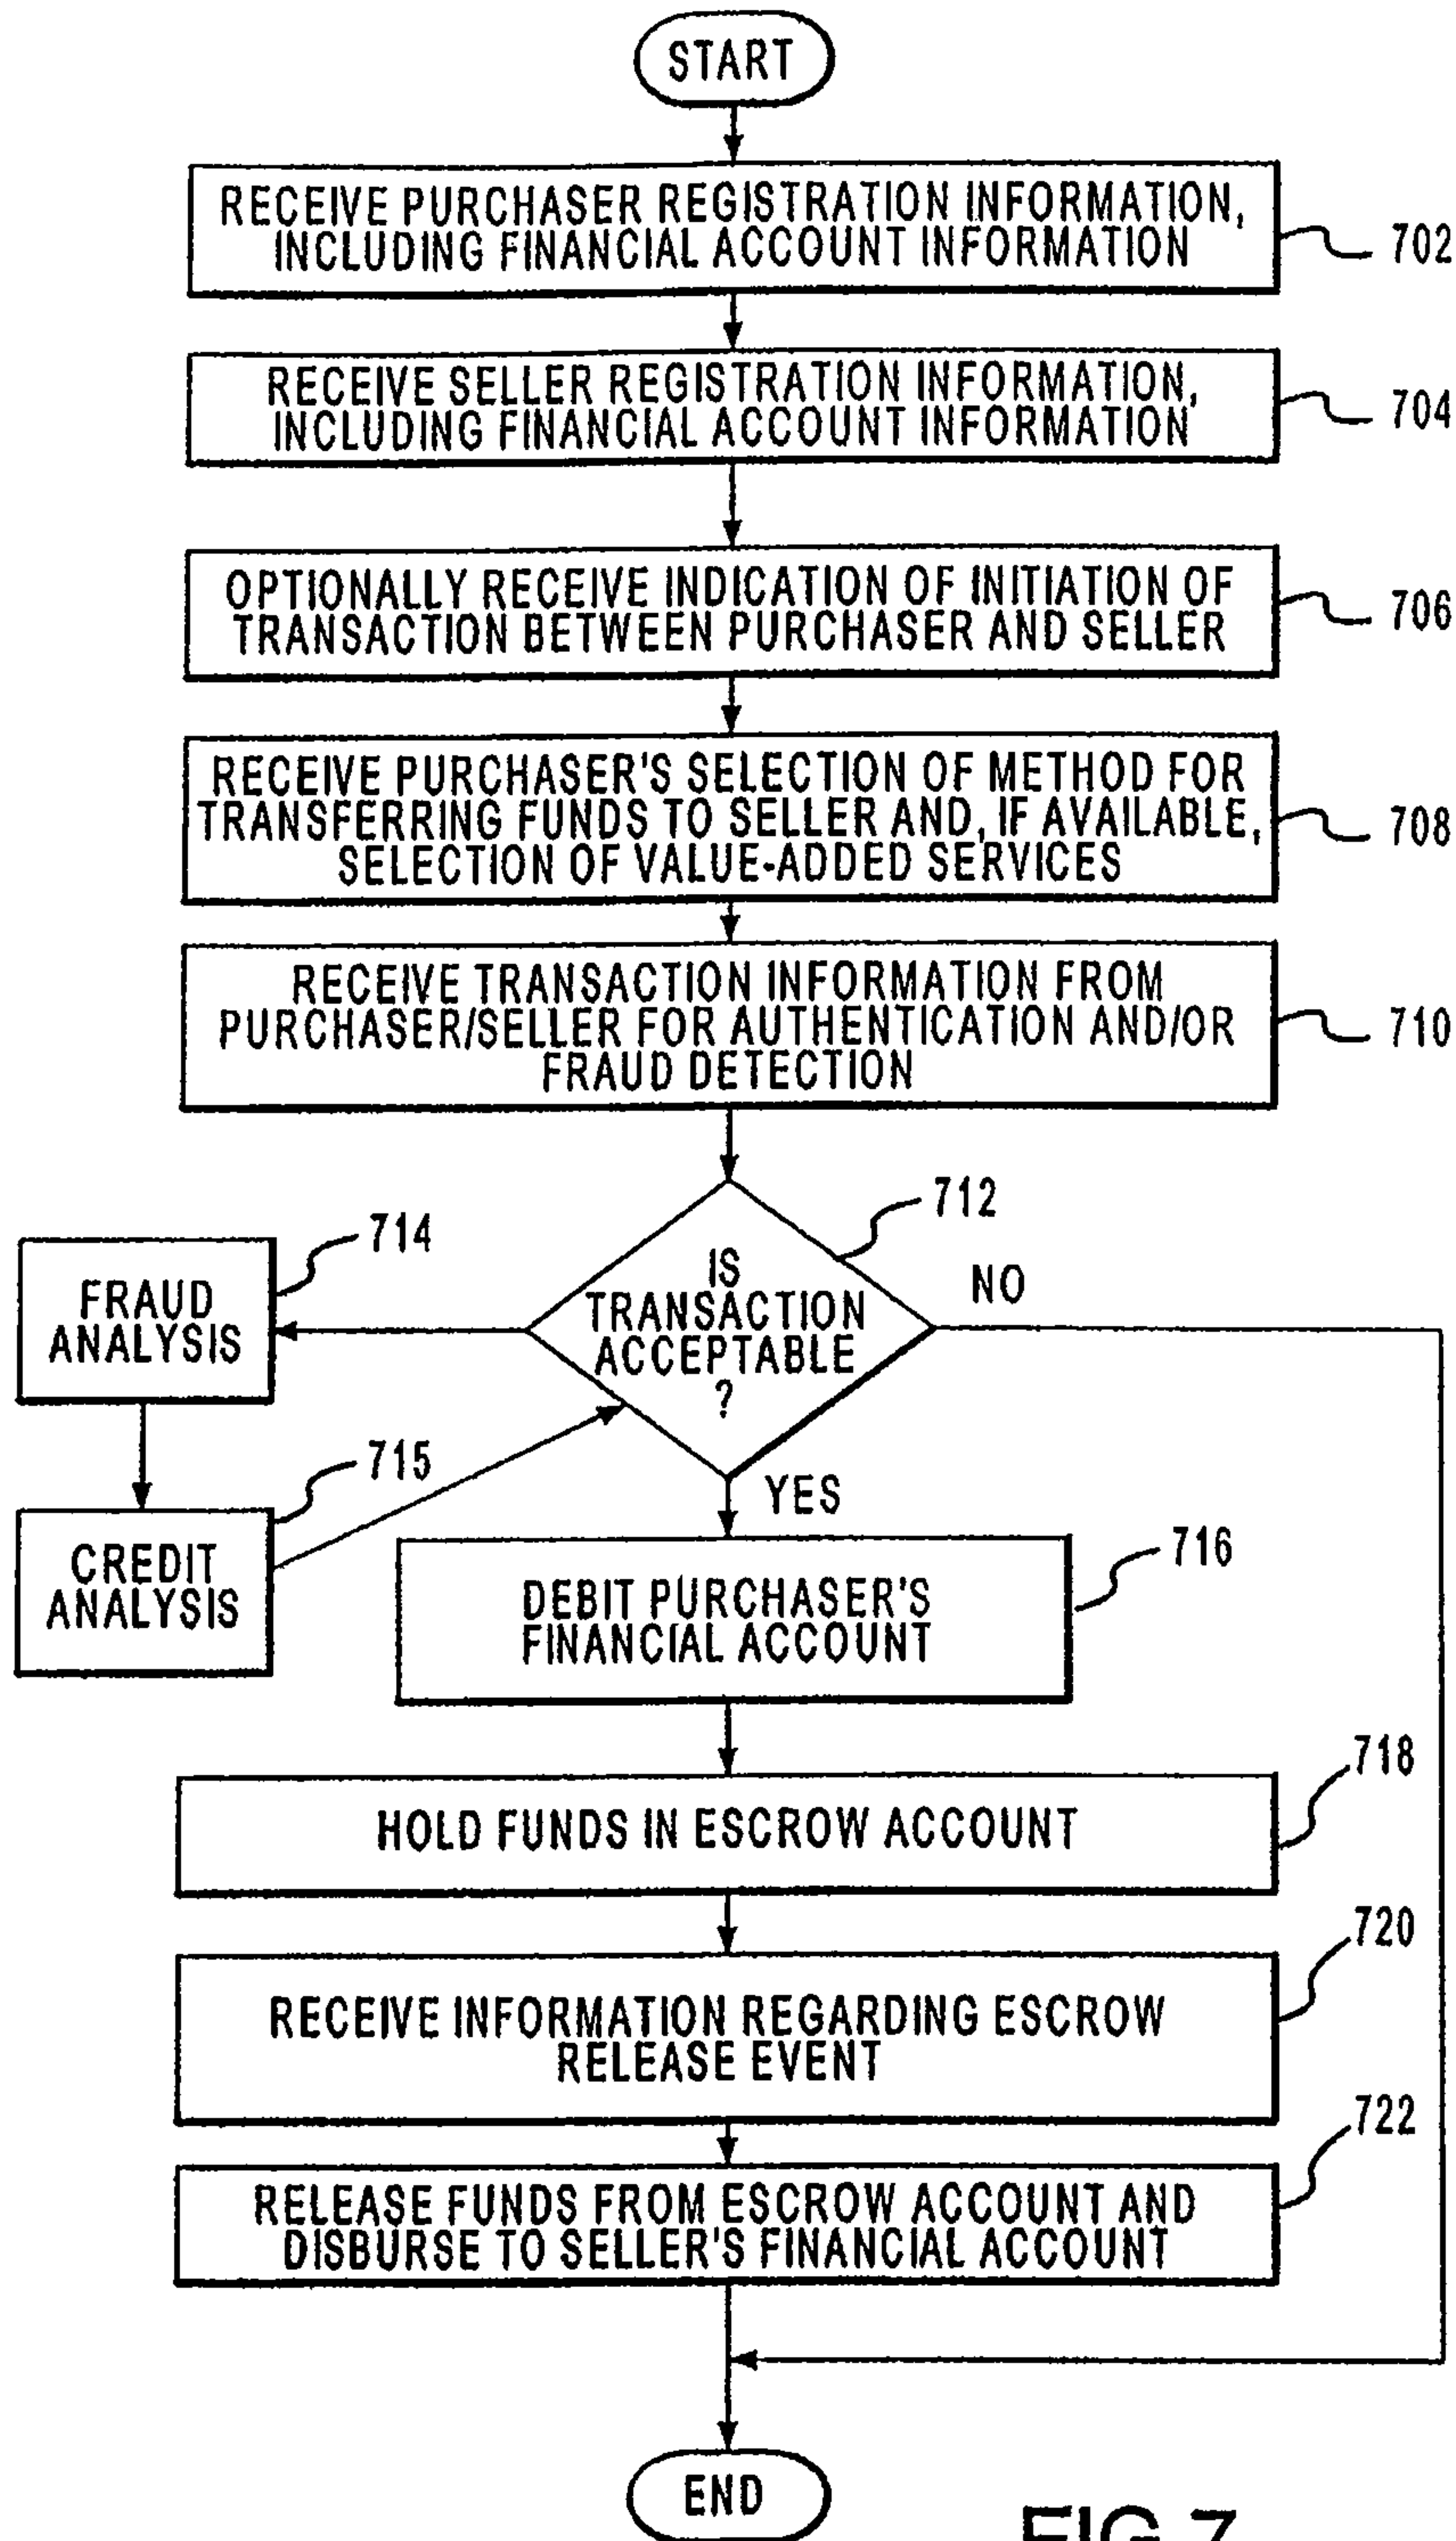 START
RECEIVE PURCHASER REGISTRATION INFORMATION,
INCLUDING FINANCIAL ACCOUNT INFORMATION
702
RECEIVE SELLER REGISTRATION INFORMATION,
INCLUDING FINANCIAL ACCOUNT INFORMATION
704
OPTIONALLY RECEIVE INDICATION OF INITIATION OF
TRANSACTION BETWEEN PURCHASER AND SELLER
706
RECEIVE PURCHASER'S SELECTION OF METHOD FOR
TRANSFERRING FUNDS TO SELLER AND, IF AVAILABLE,
SELECTION OF VALUE-ADDED SERVICES
708
RECEIVE TRANSACTION INFORMATION FROM
PURCHASER/SELLER FOR AUTHENTICATION AND/OR
FRAUD DETECTION
710
712
IS
TRANSACTION
ACCEPTABLE
?
NO
714
FRAUD
ANALYSIS
715
CREDIT
ANALYSIS
YES
716
DEBIT PURCHASER'S
FINANCIAL ACCOUNT
718
HOLD FUNDS IN ESCROW ACCOUNT
720
RECEIVE INFORMATION REGARDING ESCROW
RELEASE EVENT
722
RELEASE FUNDS FROM ESCROW ACCOUNT AND
DISBURSE TO SELLER'S FINANCIAL ACCOUNT
END
FIG.7